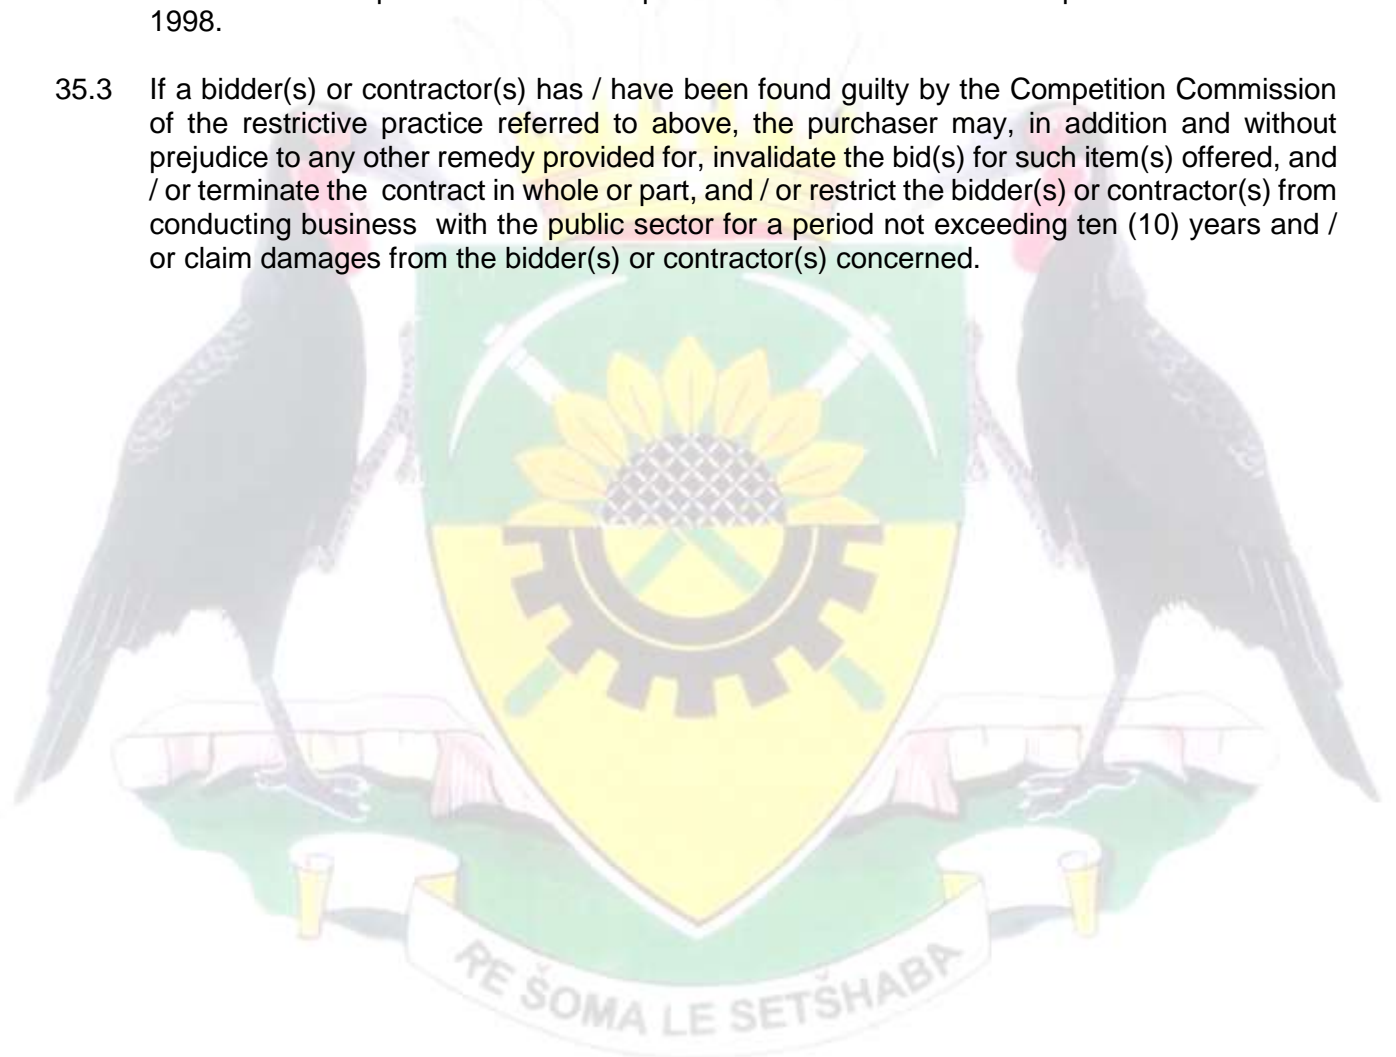 1998.
35.3 If a bidder(s) or contractor(s) has / have been found guilty by the Competition Commission
of the restrictive practice referred to above, the purchaser may, in addition and without
prejudice to any other remedy provided for, invalidate the bid(s) for such item(s) offered, and
/ or terminate the contract in whole or part, and / or restrict the bidder(s) or contractor(s) from
conducting business with the public sector for a period not exceeding ten (10) years and /
or claim damages from the bidder(s) or contractor(s) concerned.
RE ŠOMA LE SETŠHABA